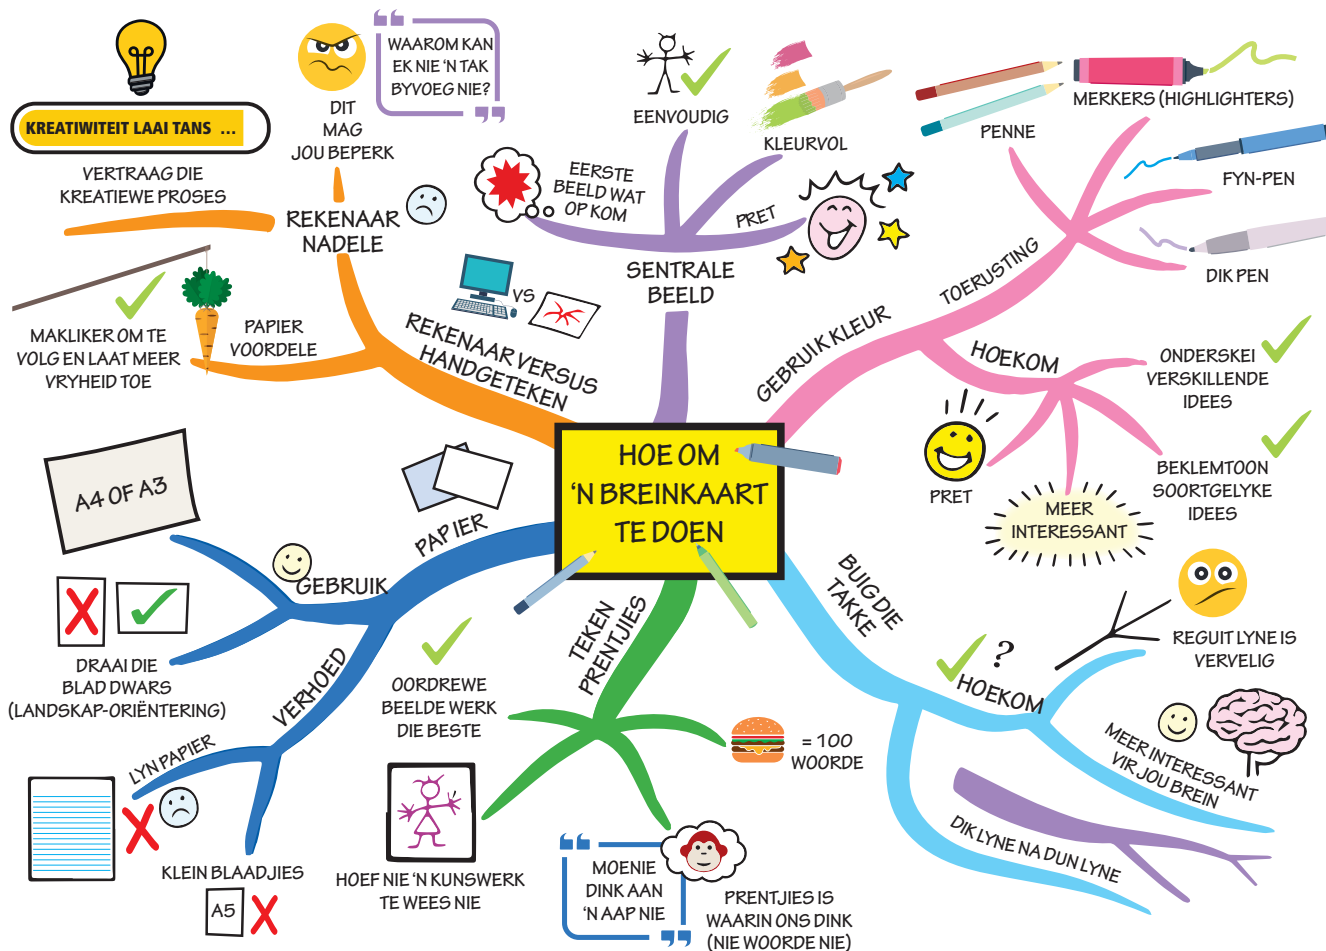 HOE OM
‘N BREINKAART
TE DOEN
SENTRALE
BEELD
EERSTE
BEELD WAT
OP KOM
EENVOUDIG
KLEURVOL
PRET
GEBRUIK KLEUR
TOERUSTING
PENNE
MERKERS (HIGHLIGHTERS)
FYN-PEN
DIK PEN
HOEKOM
ONDERSKEI
VERSKILLENDE
IDEES
BEKLEMTOON
SOORTGELYKE
IDEES
MEER
INTERESSANT
PRET
BUIG DIE
TAKKE
?
HOEKOM
REGUIT LYNE IS
VERVELIG
MEER INTERESSANT
VIR JOU BREIN
DIK LYNE NA DUN LYNE
TEKEN
PRENTJIES
= 100
WOORDE
PRENTJIES IS
WAARIN ONS DINK
(NIE WOORDE NIE)
MOENIE
DINK AAN
‘N AAP NIE
HOEF NIE ‘N KUNSWERK
TE WEES NIE
OORDREWE
BEELDE WERK
DIE BESTE
PAPIER
GEBRUIK
A4 OF A3
DRAAI DIE
BLAD DWARS
(LANDSKAP-ORIËNTERING)
VERHOED
LYN PAPIER
KLEIN BLAADJIES
A5
REKENAAR VERSUS
HANDGETEKEN
VS
PAPIER
VOORDELE
MAKLIKER OM TE
VOLG EN LAAT MEER
VRYHEID TOE
REKENAAR
NADELE
VERTRAAG DIE
KREATIEWE PROSES
KREATIWITEIT LAAI TANS ...
DIT
MAG
JOU BEPERK
WAAROM KAN
EK NIE ‘N TAK
BYVOEG NIE?